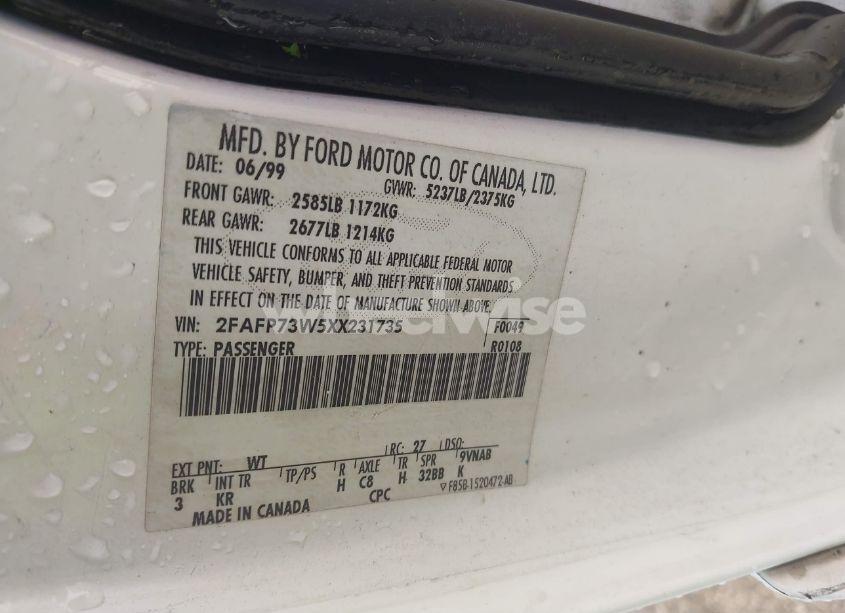 MFD. BY FORD MOTOR CO. OF CANADA, LTD.
DATE: 06/99 GVWR: 5237LB/2375KG
FRONT GAWR: 2585LB 1172KG
REAR GAWR: 2677LB 1214KG
THIS VEHICLE CONFORMS TO ALL APPLICABLE FEDERAL MOTOR
VEHICLE SAFETY, BUMPER, AND THEFT PREVENTION STANDARDS
IN EFFECT ON THE DATE OF MANUFACTURE SHOWN ABOVE.
wheelwise
VIN: 2FAFP73W5XX231735 F0049
TYPE: PASSENGER R0108
EXT PNT: WT RC: 27 DSO:
BRK INT TR TP/PS R AXLE TR SPR 9VNAB
3 KR H C8 H 32BB K
MADE IN CANADA CPC F85B-1520472-AB